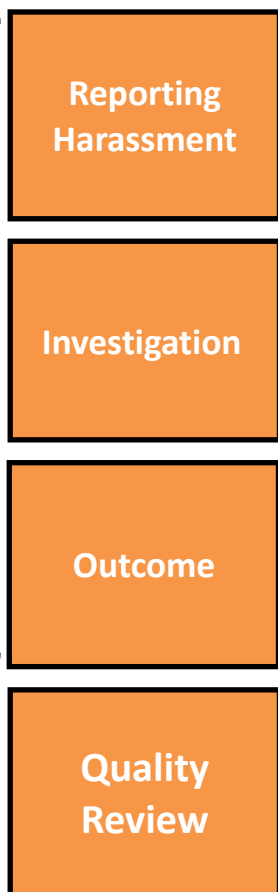 Reporting
Harassment
Investigation
Outcome
Quality
Review